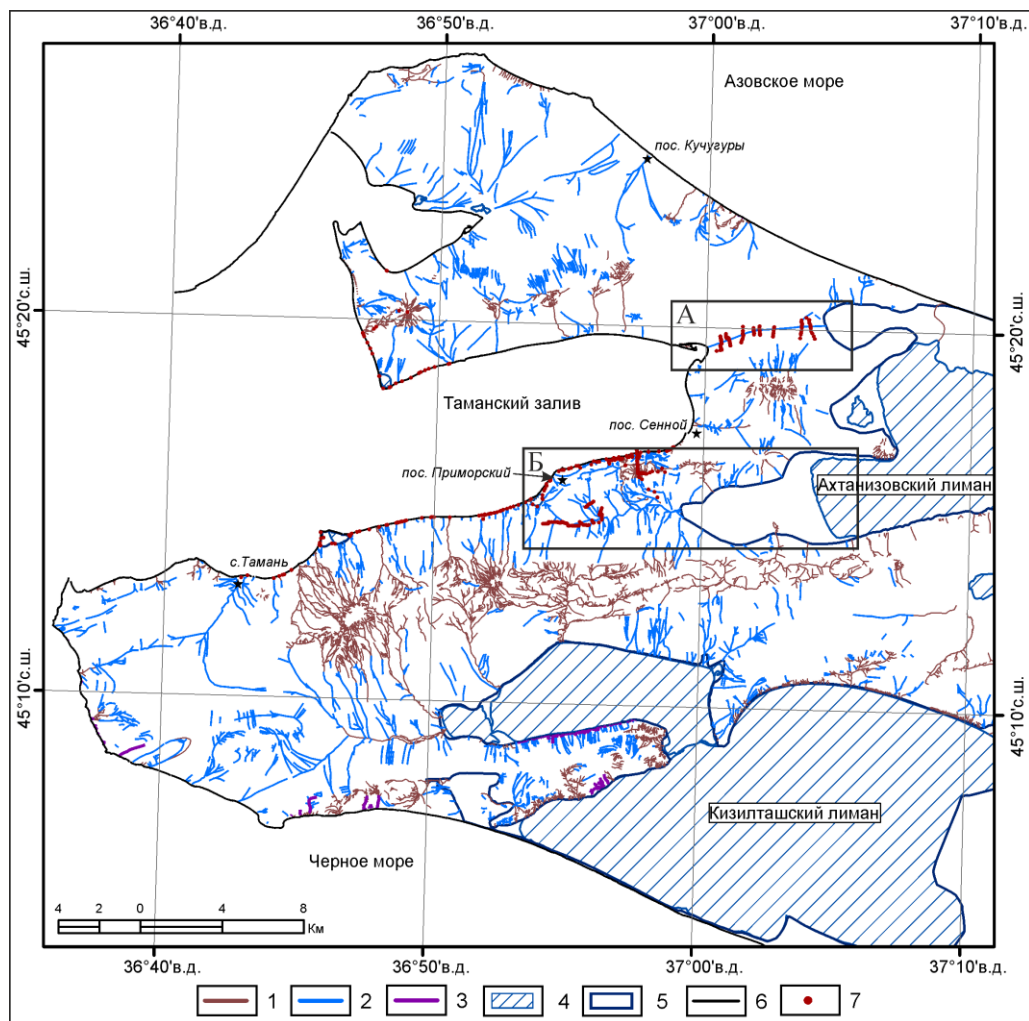 36°40'в.д.
36°50'в.д.
37°00'в.д.
37°10'в.д.
Азовское море
пос. Кучугуры
45°20'с.ш.
45°20'с.ш.
А
Таманский залив
пос. Сенной
пос. Приморский
Б
Ахтанизовский лиман
с.Тамань
45°10'с.ш.
45°10'с.ш.
Кизилташский лиман
Черное море
4 2 0 4 8
Км
36°40'в.д.
36°50'в.д.
37°00'в.д.
37°10'в.д.
1 2 3 4 5 6 7